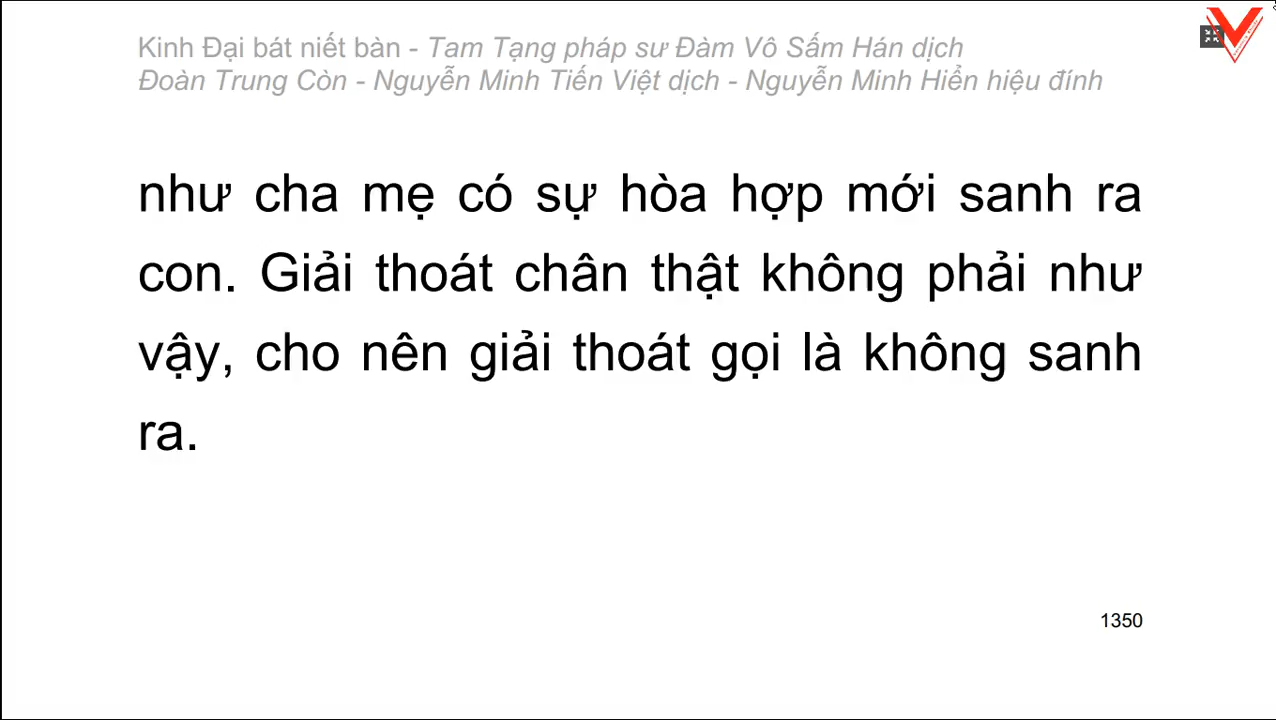 Kinh Đại bát niết bàn - Tam Tạng pháp sư Đàm Vô Sấm Hán dịch
Đoàn Trung Còn - Nguyễn Minh Tiến Việt dịch - Nguyễn Minh Hiển hiệu đính
như cha mẹ có sự hòa hợp mới sanh ra
con. Giải thoát chân thật không phải như
vậy, cho nên giải thoát gọi là không sanh
ra.
1350